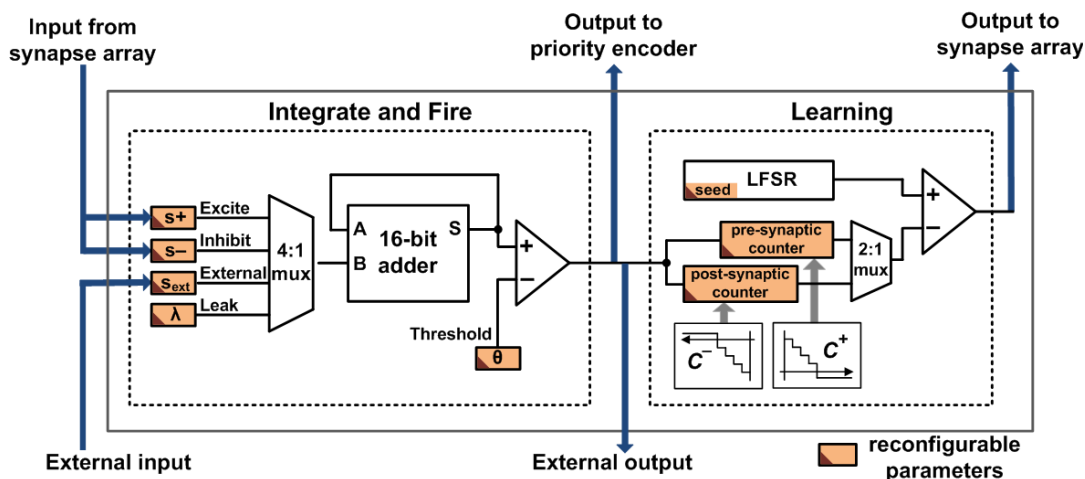 Input from
synapse array
Output to
priority encoder
Output to
synapse array
Integrate and Fire
Learning
s+
Excite
s−
Inhibit
sext
External
λ
Leak
4:1
mux
A
B
S
16-bit
adder
+
−
Threshold
θ
seed
LFSR
pre-synaptic
counter
post-synaptic
counter
2:1
mux
+
−
C−
C+
External input
External output
reconfigurable
parameters